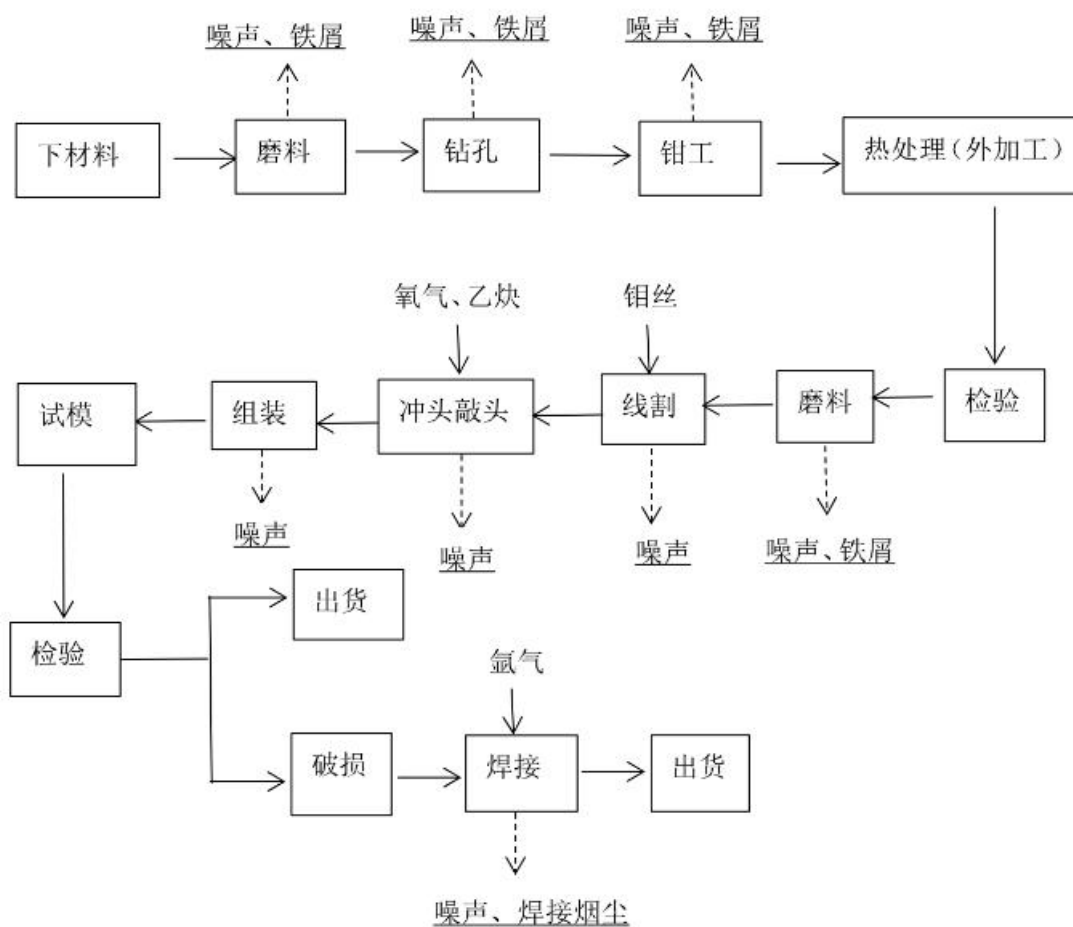 噪声、铁屑
噪声、铁屑
噪声、铁屑
下材料
磨料
钻孔
钳工
热处理（外加工）
氧气、乙炔
钼丝
试模
组装
冲头敲头
线割
磨料
检验
噪声
噪声
噪声
噪声、铁屑
出货
检验
氩气
破损
焊接
出货
噪声、焊接烟尘